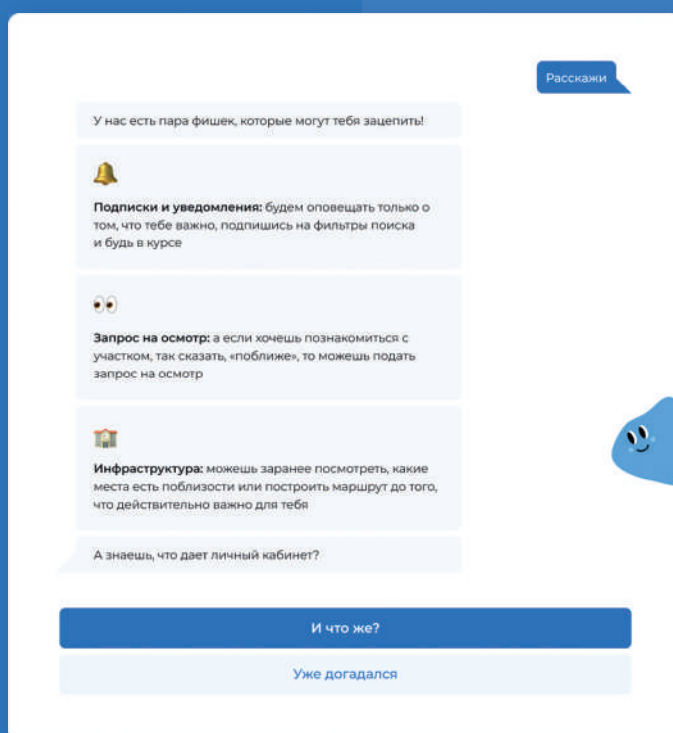 Расскажи
У нас есть пара фишек, которые могут тебя зацепить!
Подписки и уведомления: будем оповещать только о
том, что тебе важно, подпишись на фильтры поиска
и будь в курсе
Запрос на осмотр: а если хочешь познакомиться с
участком, так сказать, «поближе», то можешь подать
запрос на осмотр
Инфраструктура: можешь заранее посмотреть, какие
места есть поблизости или построить маршрут до того,
что действительно важно для тебя
А знаешь, что дает личный кабинет?
И что же?
Уже догадался